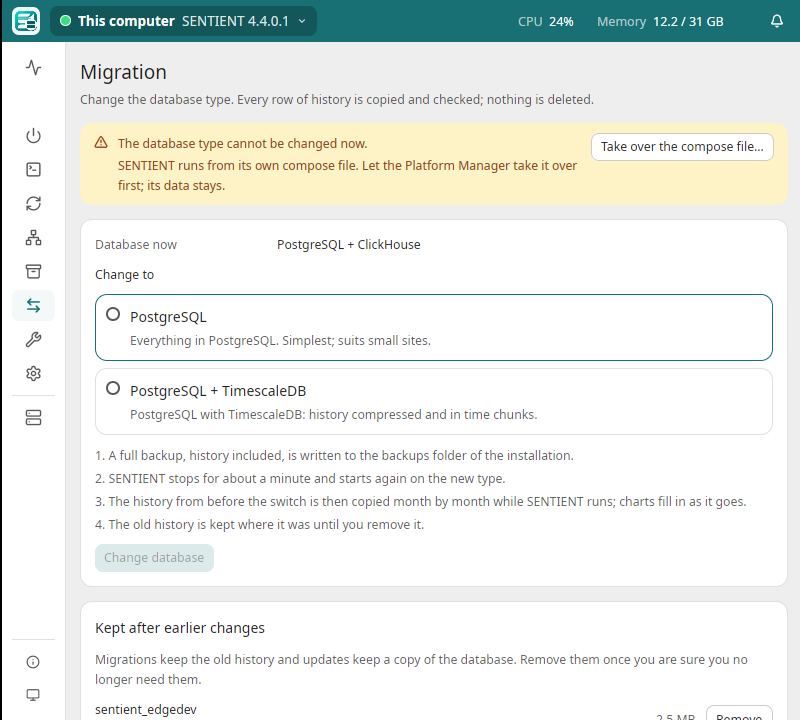 This computer SENTIENT 4.4.0.1
CPU 24% Memory 12.2 / 31 GB
Migration
Change the database type. Every row of history is copied and checked; nothing is deleted.
The database type cannot be changed now.
SENTIENT runs from its own compose file. Let the Platform Manager take it over
first; its data stays.
Take over the compose file...
Database now PostgreSQL + ClickHouse
Change to
PostgreSQL
Everything in PostgreSQL. Simplest; suits small sites.
PostgreSQL + TimescaleDB
PostgreSQL with TimescaleDB: history compressed and in time chunks.
1. A full backup, history included, is written to the backups folder of the installation.
2. SENTIENT stops for about a minute and starts again on the new type.
3. The history from before the switch is then copied month by month while SENTIENT runs; charts fill in as it goes.
4. The old history is kept where it was until you remove it.
Change database
Kept after earlier changes
Migrations keep the old history and updates keep a copy of the database. Remove them once you are sure you no
longer need them.
sentient_edgedev
2.5 MB Remove